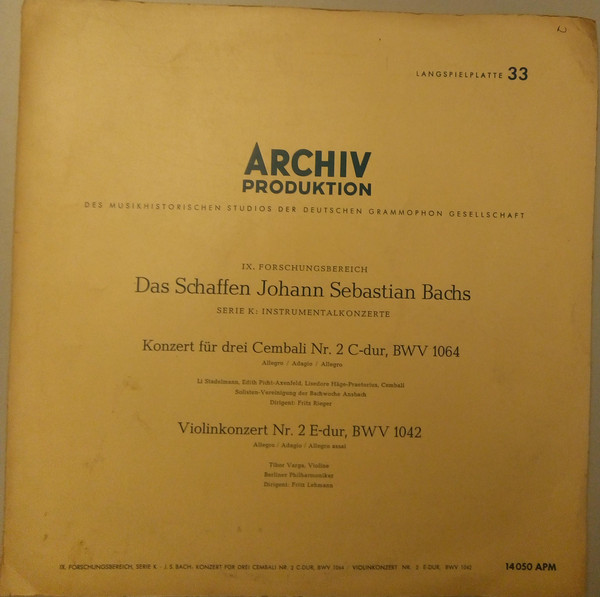 LANGSPIELPLATTE 33
ARCHIV
PRODUKTION
DES MUSIKHISTORISCHEN STUDIOS DER DEUTSCHEN GRAMMOPHON GESELLSCHAFT
IX. FORSCHUNGSBEREICH
Das Schaffen Johann Sebastian Bachs
SERIE K: INSTRUMENTALKONZERTE
Konzert für drei Cembali Nr. 2 C-dur, BWV 1064
Allegro / Adagio / Allegro
Li Stadelmann, Edith Picht-Axenfeld, Lisedore Häge-Praetorius, Cembali
Solisten-Vereinigung der Bachwoche Ansbach
Dirigent: Fritz Rieger
Violinkonzert Nr. 2 E-dur, BWV 1042
Allegro / Adagio / Allegro assai
Tibor Varga, Violine
Berliner Philharmoniker
Dirigent: Fritz Lehmann
IX. FORSCHUNGSBEREICH, SERIE K · J. S. BACH: KONZERT FÜR DREI CEMBALI NR. 2 C-DUR, BWV 1064 · VIOLINKONZERT NR. 2 E-DUR, BWV 1042
14050 APM